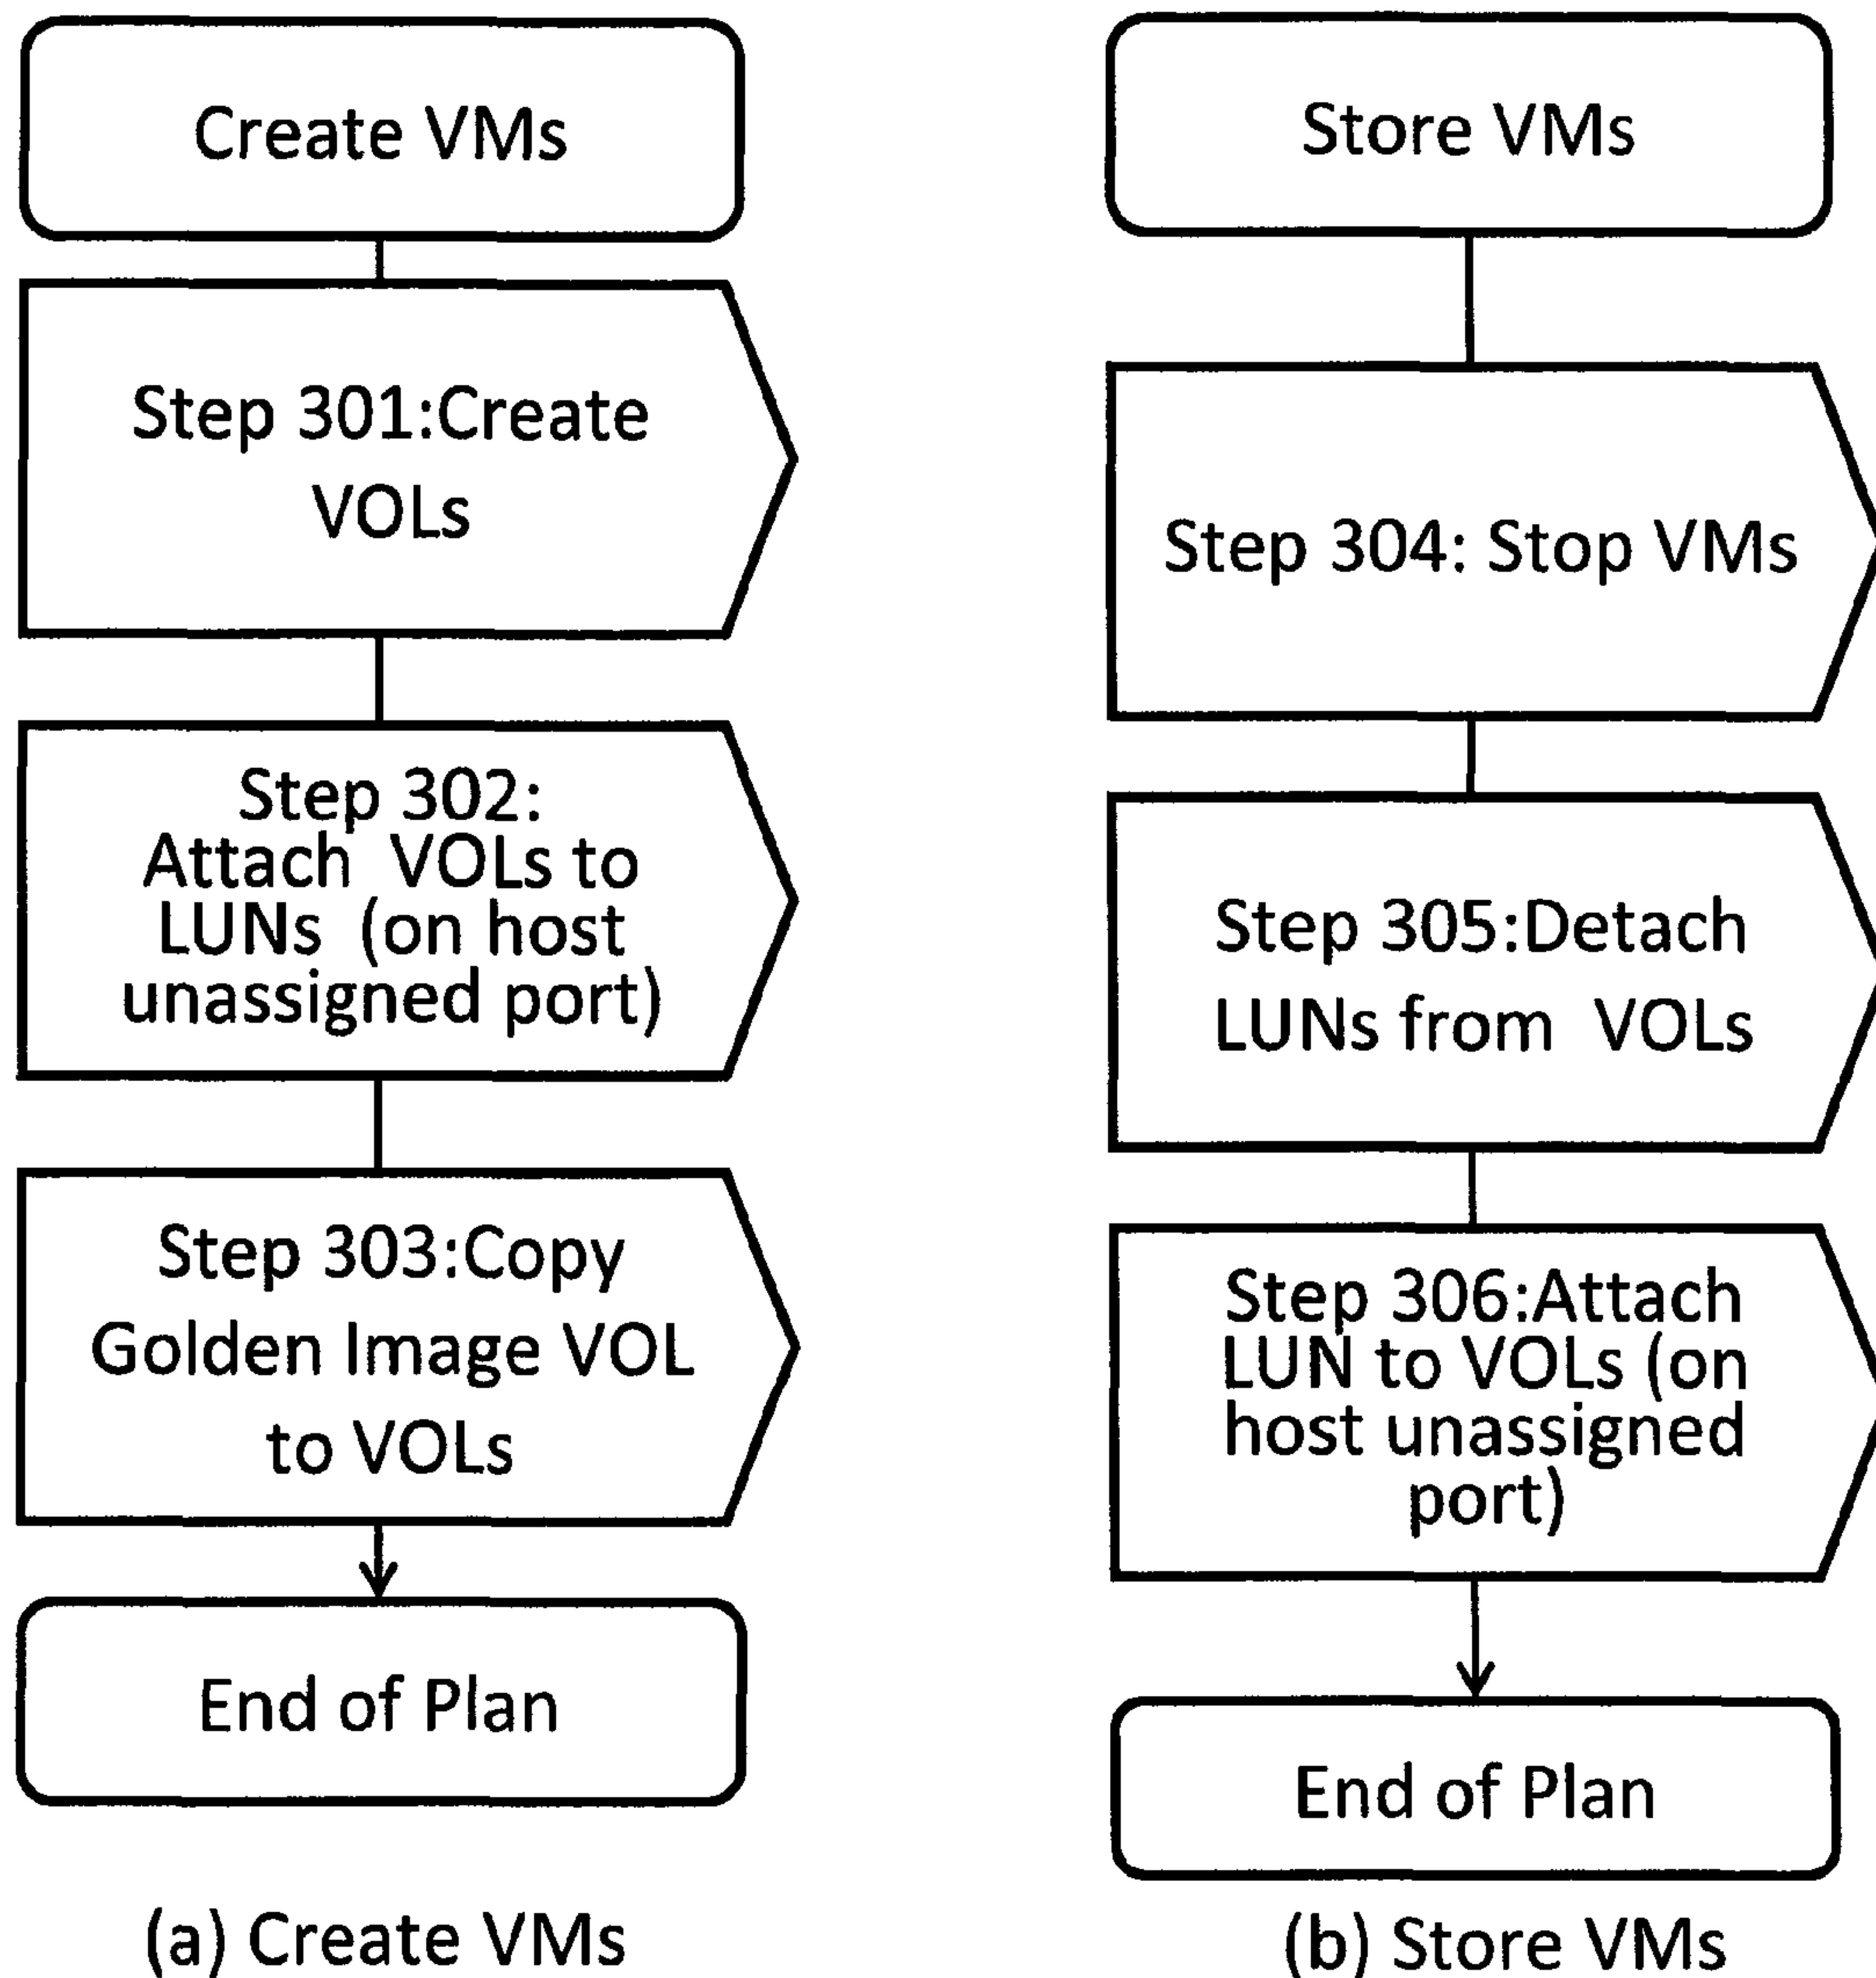 Create VMs
Step 301:Create
VOLs
Step 302:
Attach VOLs to
LUNs (on host
unassigned port)
Step 303:Copy
Golden Image VOL
to VOLs
End of Plan
(a) Create VMs
Store VMs
Step 304: Stop VMs
Step 305:Detach
LUNs from VOLs
Step 306:Attach
LUN to VOLs (on
host unassigned
port)
End of Plan
(b) Store VMs